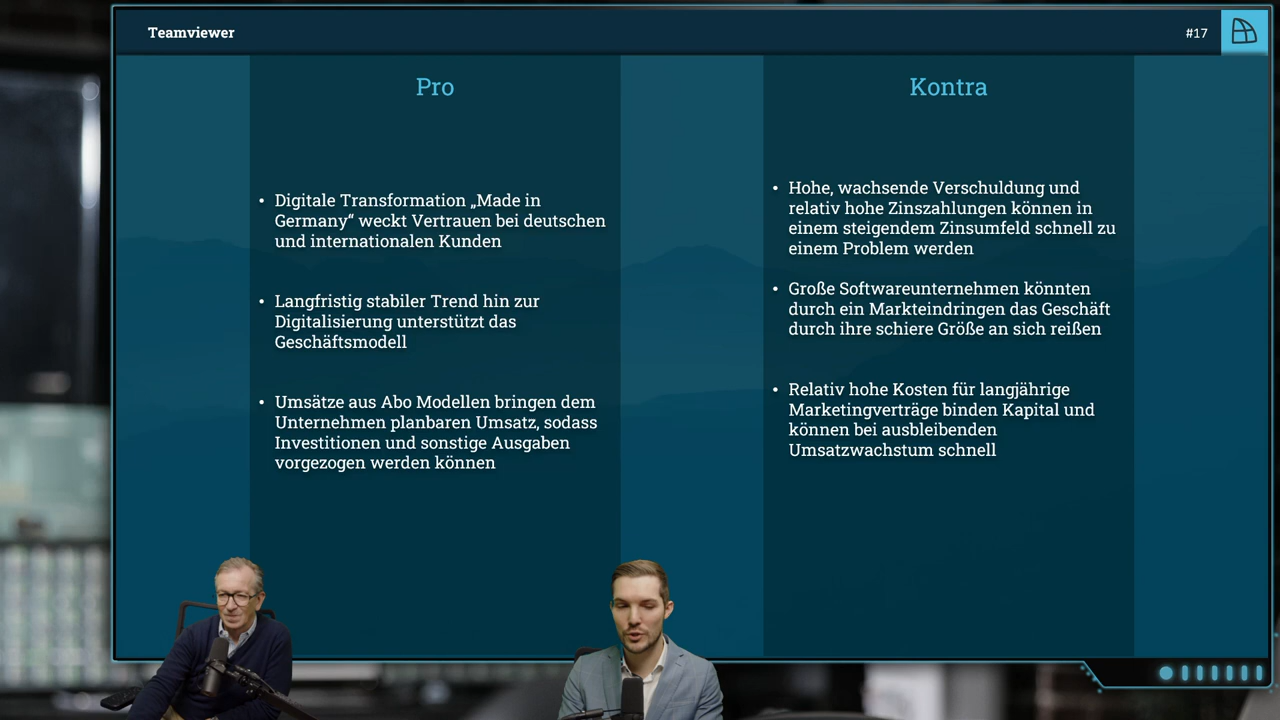 Teamviewer
#17
Pro
• Digitale Transformation „Made in
Germany“ weckt Vertrauen bei deutschen
und internationalen Kunden
• Langfristig stabiler Trend hin zur
Digitalisierung unterstützt das
Geschäftsmodell
• Umsätze aus Abo Modellen bringen dem
Unternehmen planbaren Umsatz, sodass
Investitionen und sonstige Ausgaben
vorgezogen werden können
Kontra
• Hohe, wachsende Verschuldung und
relativ hohe Zinszahlungen können in
einem steigendem Zinsumfeld schnell zu
einem Problem werden
• Große Softwareunternehmen könnten
durch ein Markteindringen das Geschäft
durch ihre schiere Größe an sich reißen
• Relativ hohe Kosten für langjährige
Marketingverträge binden Kapital und
können bei ausbleibenden
Umsatzwachstum schnell